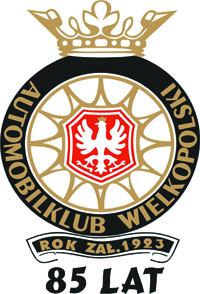 AUTOMOBILKLUB WIELKOPOLSKI
ROK ZAŁ. 1923
85 LAT